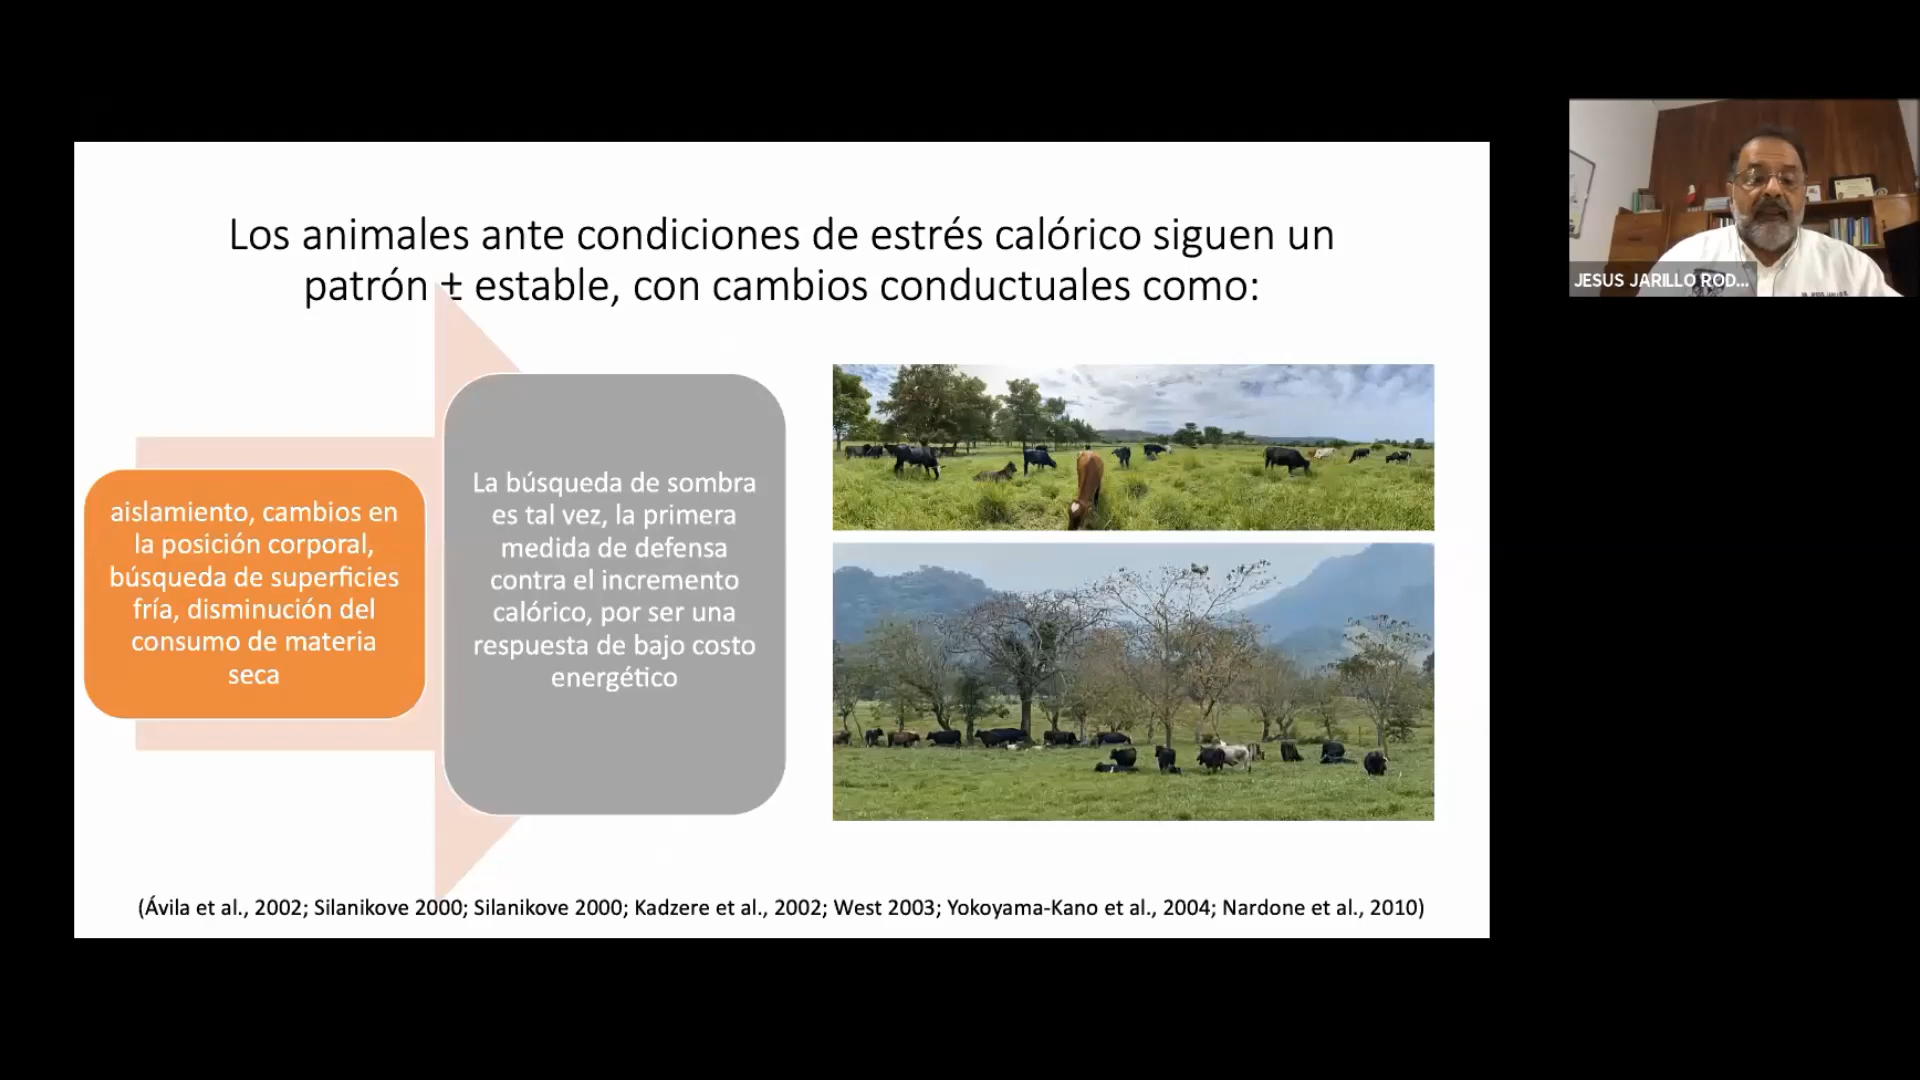 Los animales ante condiciones de estrés calórico siguen un
patrón ± estable, con cambios conductuales como:
aislamiento, cambios en
la posición corporal,
búsqueda de superficies
fría, disminución del
consumo de materia
seca
La búsqueda de sombra
es tal vez, la primera
medida de defensa
contra el incremento
calórico, por ser una
respuesta de bajo costo
energético
(Ávila et al., 2002; Silanikove 2000; Silanikove 2000; Kadzere et al., 2002; West 2003; Yokoyama-Kano et al., 2004; Nardone et al., 2010)
JESUS JARILLO ROD...